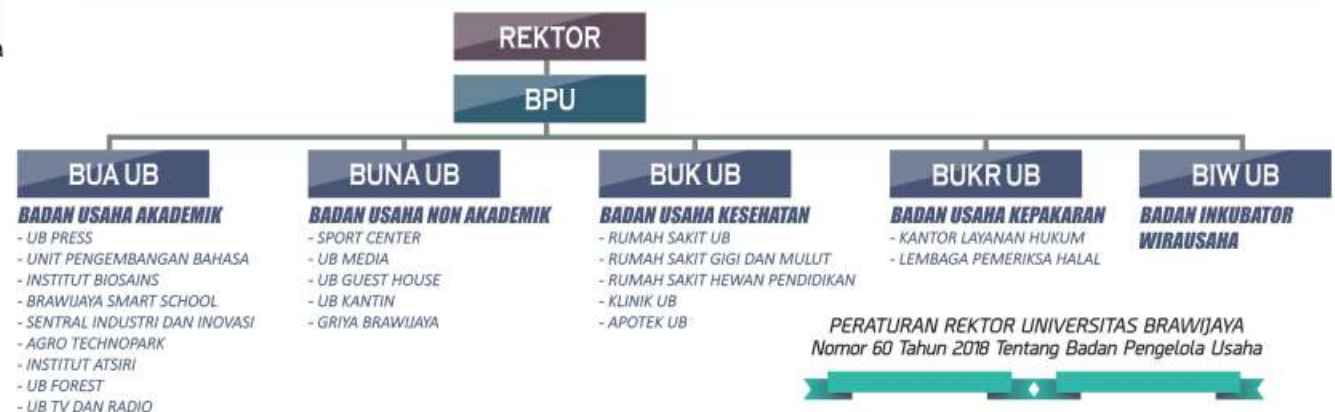 a
REKTOR
BPU
BUA UB
BADAN USAHA AKADEMIK
- UB PRESS
- UNIT PENGEMBANGAN BAHASA
- INSTITUT BIOSAINS
- BRAWIJAYA SMART SCHOOL
- SENTRAL INDUSTRI DAN INOVASI
- AGRO TECHNOPARK
- INSTITUT ATSIRI
- UB FOREST
- UB TV DAN RADIO
BUNA UB
BADAN USAHA NON AKADEMIK
- SPORT CENTER
- UB MEDIA
- UB GUEST HOUSE
- UB KANTIN
- GRIYA BRAWIJAYA
BUK UB
BADAN USAHA KESEHATAN
- RUMAH SAKIT UB
- RUMAH SAKIT GIGI DAN MULUT
- RUMAH SAKIT HEWAN PENDIDIKAN
- KLINIK UB
- APOTEK UB
BUKR UB
BADAN USAHA KEPAKARAN
- KANTOR LAYANAN HUKUM
- LEMBAGA PEMERIKSA HALAL
BIW UB
BADAN INKUBATOR
WIRAUSAHA
PERATURAN REKTOR UNIVERSITAS BRAWIJAYA
Nomor 60 Tahun 2018 Tentang Badan Pengelola Usaha